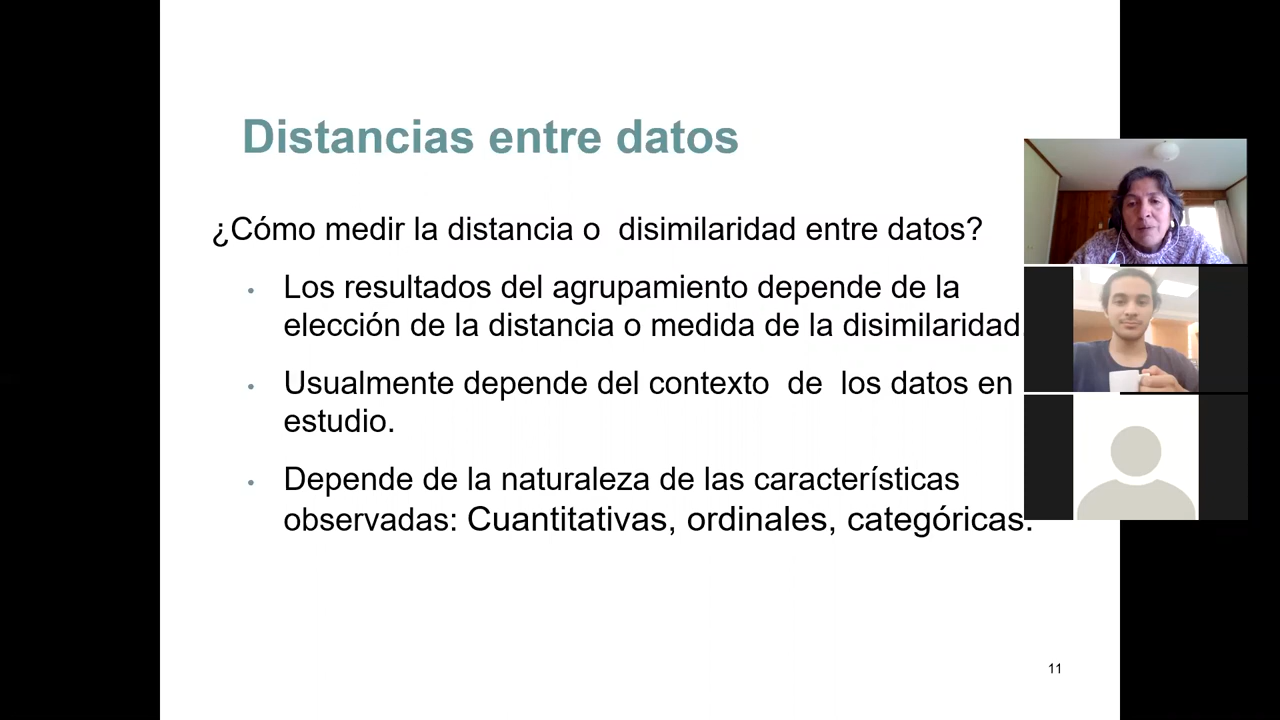 Distancias entre datos
¿Cómo medir la distancia o disimilaridad entre datos?
• Los resultados del agrupamiento depende de la
elección de la distancia o medida de la disimilaridad
• Usualmente depende del contexto de los datos en
estudio.
• Depende de la naturaleza de las características
observadas: Cuantitativas, ordinales, categóricas.
11